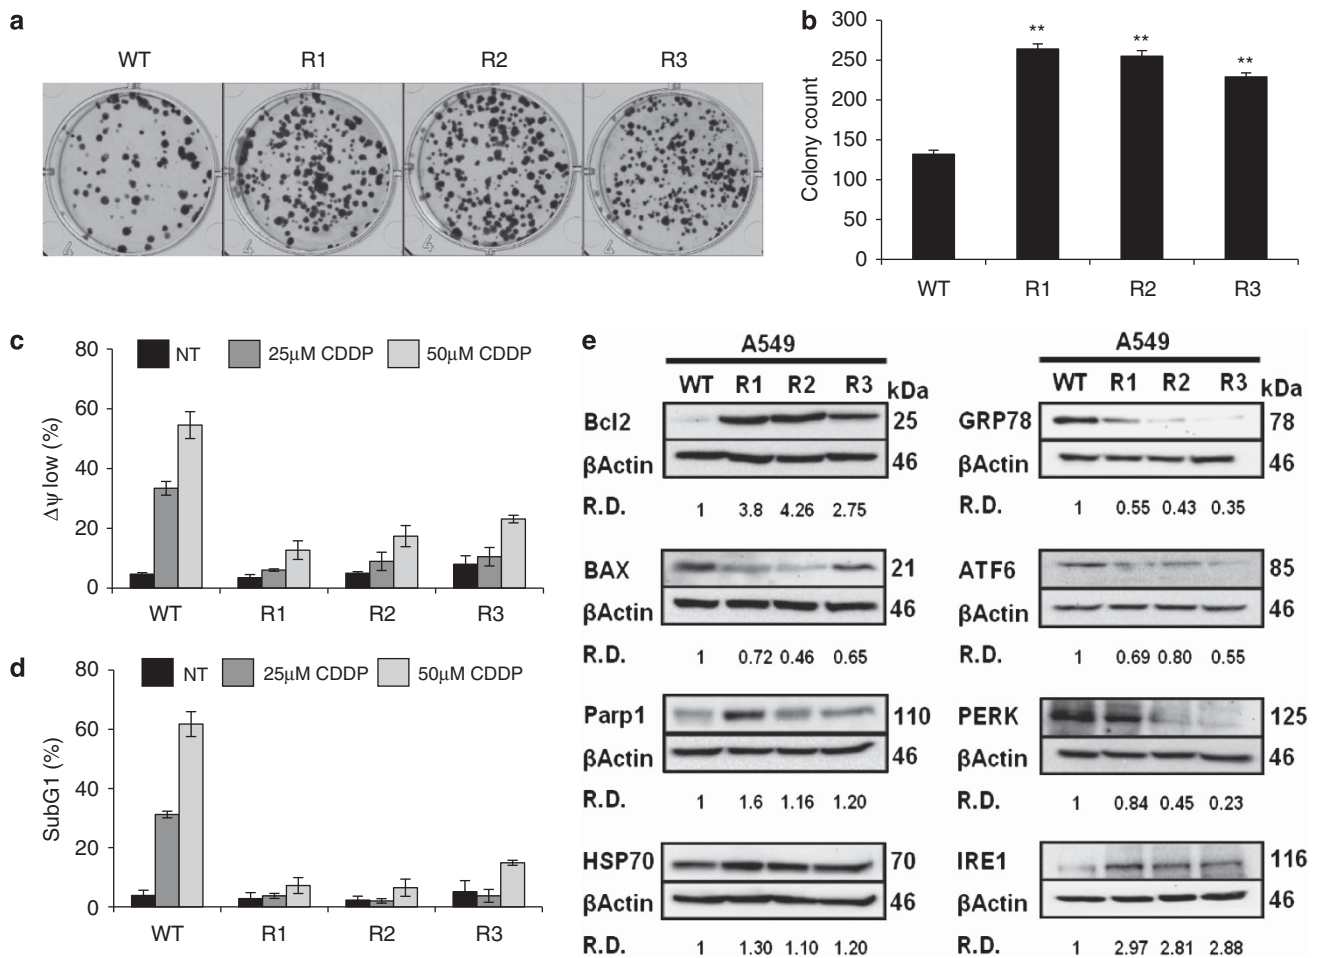 a
WT R1 R2 R3
4 4 4
b
Colony count
300
250
200
150
100
50
0
** ** **
WT R1 R2 R3
c
NT 25μM CDDP 50μM CDDP
Δψ low (%)
80
60
40
20
0
WT R1 R2 R3
d
NT 25μM CDDP 50μM CDDP
SubG1 (%)
80
60
40
20
0
WT R1 R2 R3
e
A549
WT R1 R2 R3 kDa
Bcl2 25
βActin 46
R.D. 1 3.8 4.26 2.75
BAX 21
βActin 46
R.D. 1 0.72 0.46 0.65
Parp1 110
βActin 46
R.D. 1 1.6 1.16 1.20
HSP70 70
βActin 46
R.D. 1 1.30 1.10 1.20
A549
WT R1 R2 R3 kDa
GRP78 78
βActin 46
R.D. 1 0.55 0.43 0.35
ATF6 85
βActin 46
R.D. 1 0.69 0.80 0.55
PERK 125
βActin 46
R.D. 1 0.84 0.45 0.23
IRE1 116
βActin 46
R.D. 1 2.97 2.81 2.88